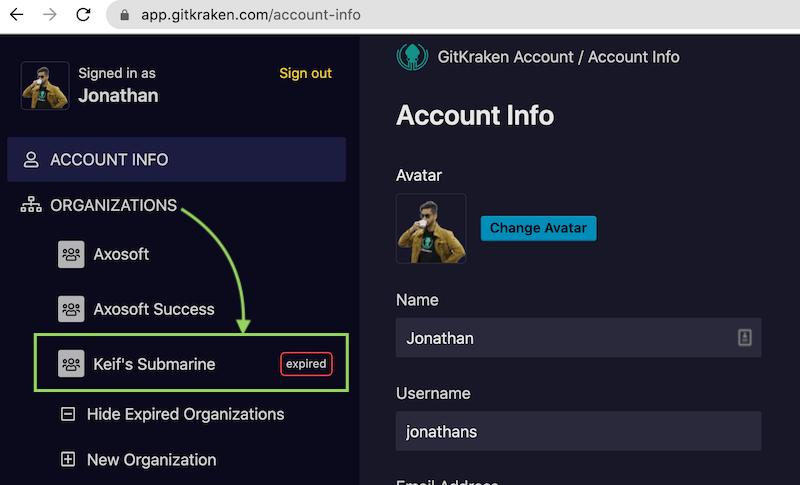 app.gitkraken.com/account-info
Signed in as
Jonathan
Sign out
ACCOUNT INFO
ORGANIZATIONS
Axosoft
Axosoft Success
Keif's Submarine
expired
Hide Expired Organizations
New Organization
GitKraken Account / Account Info
Account Info
Avatar
Change Avatar
Name
Jonathan
Username
jonathans
Email Address